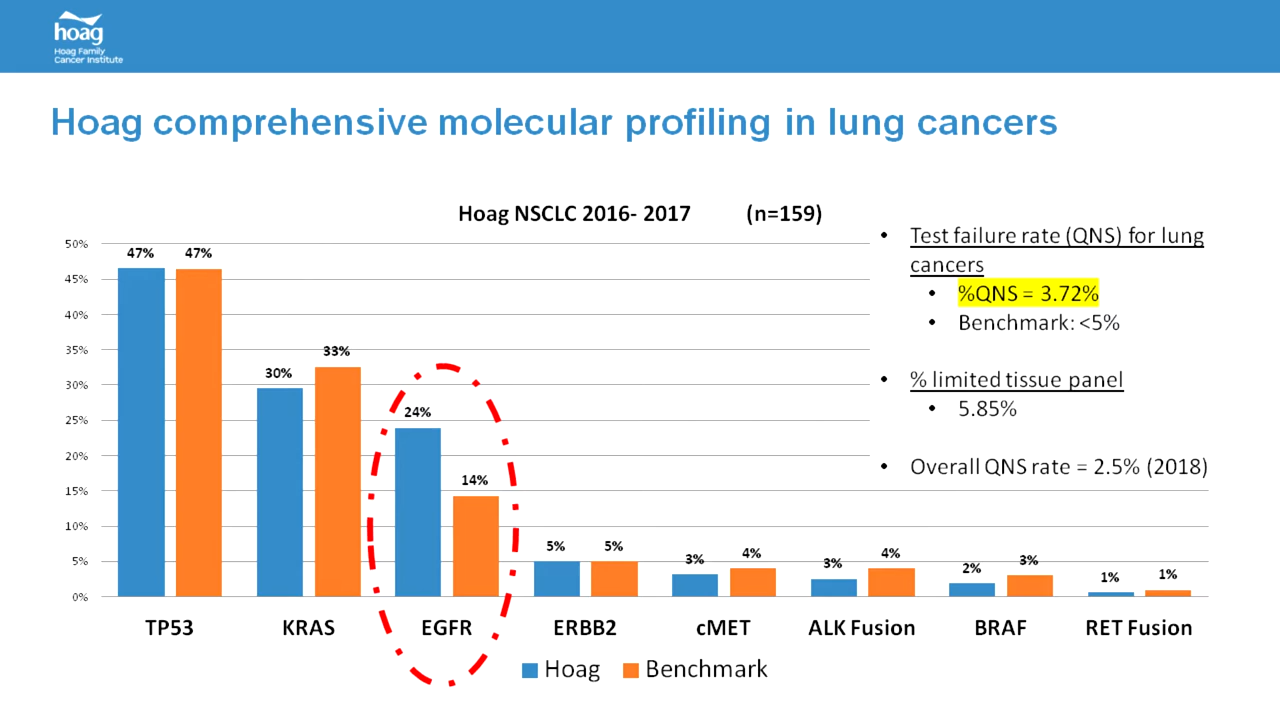 hoag
Hoag Family
Cancer Institute
Hoag comprehensive molecular profiling in lung cancers
Hoag NSCLC 2016- 2017 (n=159)
50%
45%
40%
35%
30%
25%
20%
15%
10%
5%
0%
47% 47%
30% 33%
24% 14%
5% 5%
3% 4%
3% 4%
2% 3%
1% 1%
TP53 KRAS EGFR ERBB2 cMET ALK Fusion BRAF RET Fusion
Hoag Benchmark
• Test failure rate (QNS) for lung
cancers
• %QNS = 3.72%
• Benchmark: <5%
• % limited tissue panel
• 5.85%
• Overall QNS rate = 2.5% (2018)